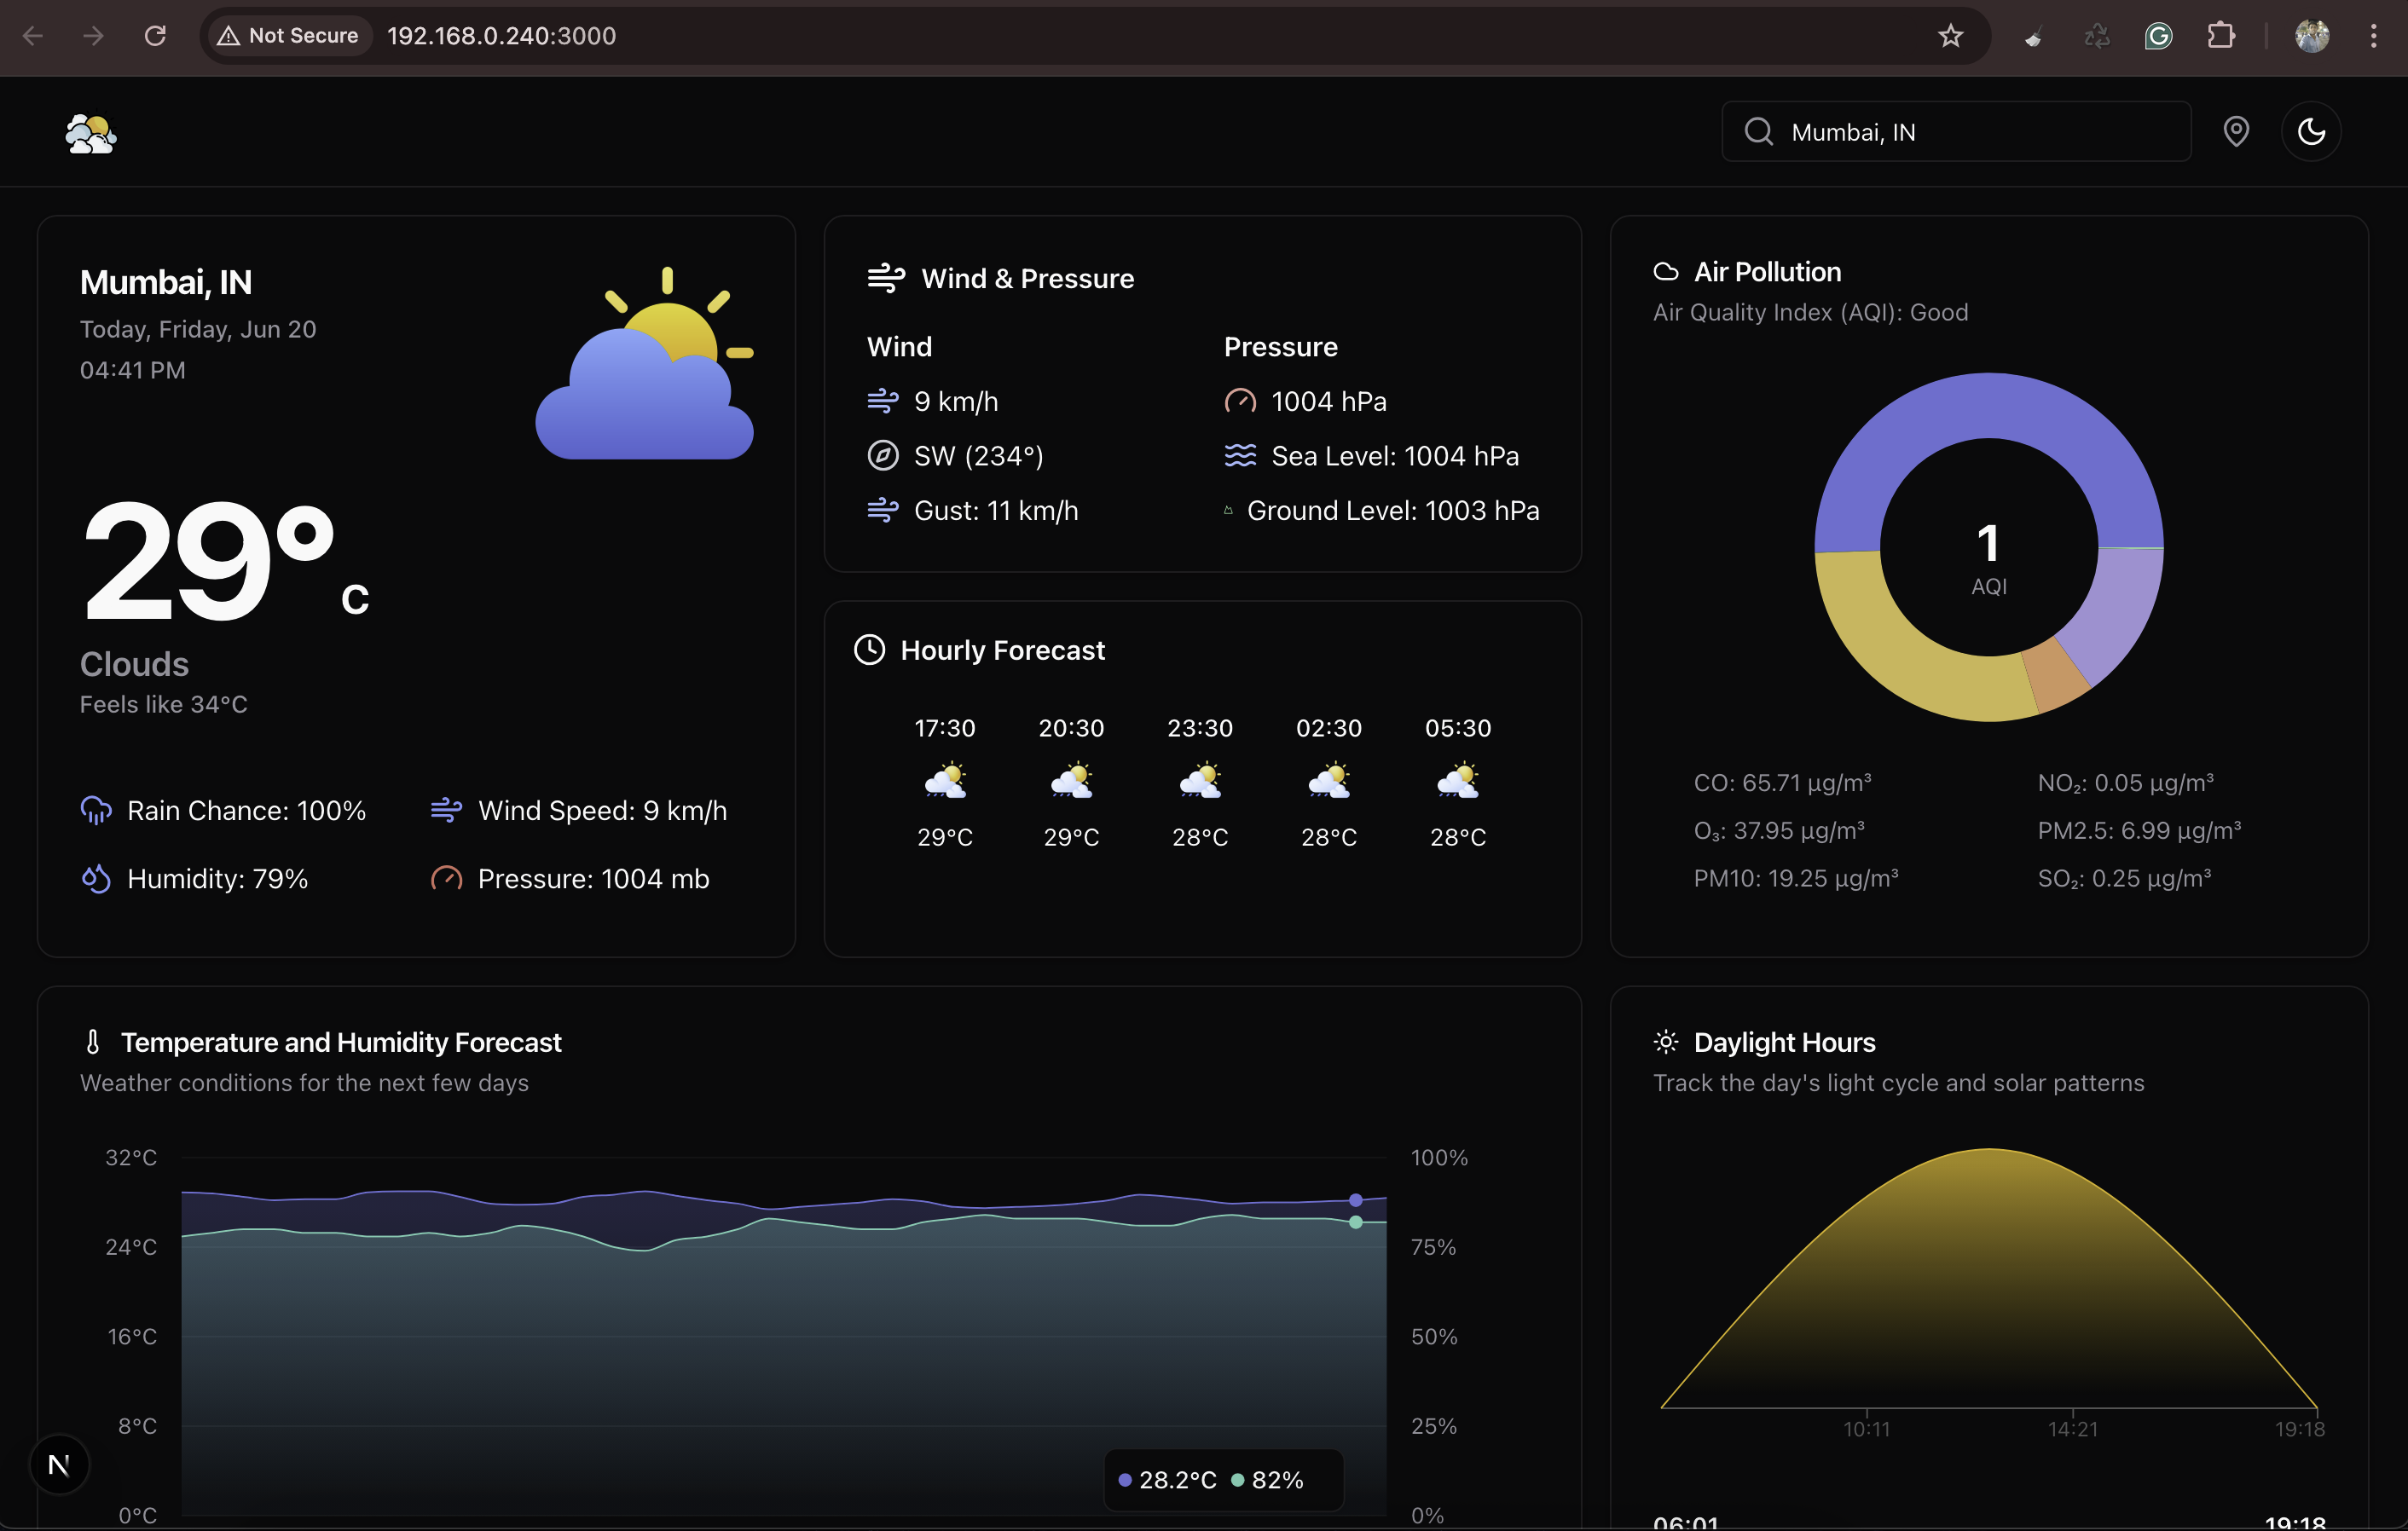 Not Secure 192.168.0.240:3000
Mumbai, IN
Mumbai, IN
Today, Friday, Jun 20
04:41 PM
29° C
Clouds
Feels like 34°C
Rain Chance: 100%
Wind Speed: 9 km/h
Humidity: 79%
Pressure: 1004 mb
Wind & Pressure
Wind
9 km/h
SW (234°)
Gust: 11 km/h
Pressure
1004 hPa
Sea Level: 1004 hPa
Ground Level: 1003 hPa
Hourly Forecast
17:30 20:30 23:30 02:30 05:30
29°C 29°C 28°C 28°C 28°C
Air Pollution
Air Quality Index (AQI): Good
1
AQI
CO: 65.71 µg/m³
NO₂: 0.05 µg/m³
O₃: 37.95 µg/m³
PM2.5: 6.99 µg/m³
PM10: 19.25 µg/m³
SO₂: 0.25 µg/m³
Temperature and Humidity Forecast
Weather conditions for the next few days
32°C 100%
24°C 75%
16°C 50%
8°C 25%
0°C 0%
28.2°C 82%
N
Daylight Hours
Track the day's light cycle and solar patterns
10:11 14:21 19:18
06:01 19:18